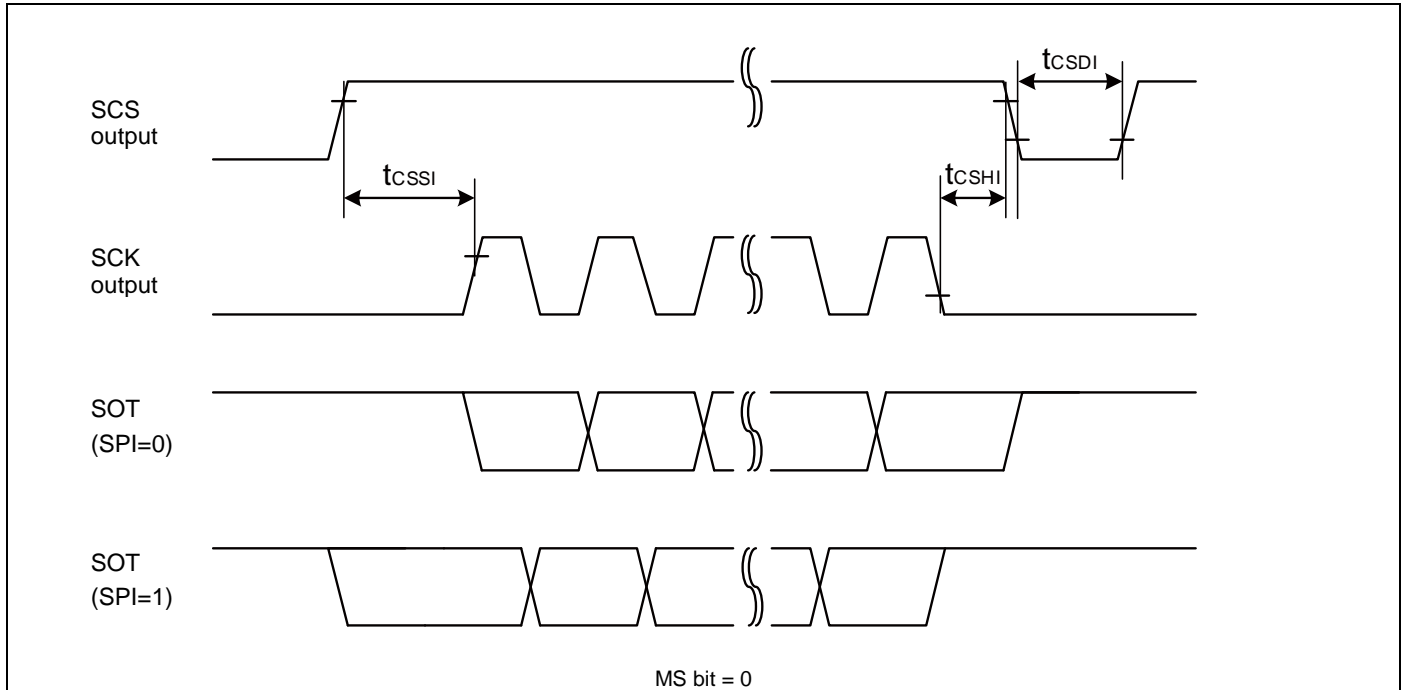 tCSDI
SCS
output
tCSSI
tCSHI
SCK
output
SOT
(SPI=0)
SOT
(SPI=1)
MS bit = 0